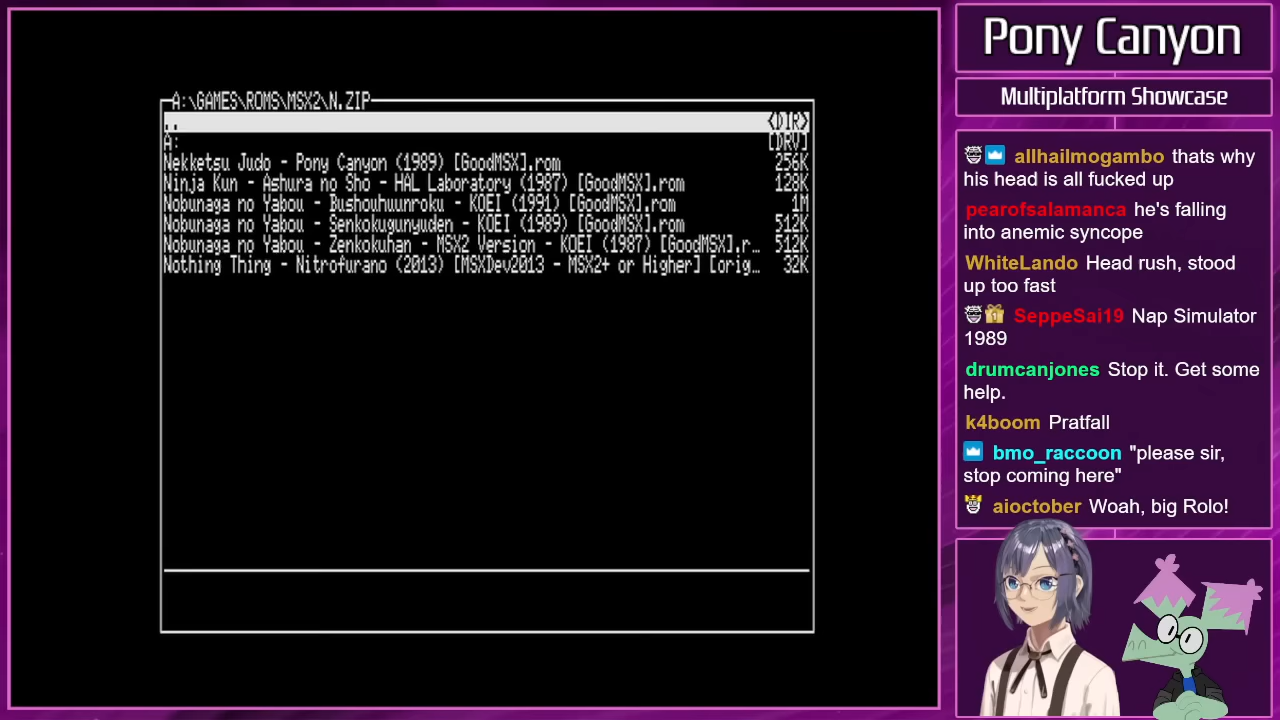 A:\GAMES\ROMS\MSX2\N.ZIP
.. <DIR>
A: [DRV]
Nekketsu Judo - Pony Canyon (1989) [GoodMSX].rom 256K
Ninja Kun - Ashura no Sho - HAL Laboratory (1987) [GoodMSX].rom 128K
Nobunaga no Yabou - Bushouhuunroku - KOEI (1991) [GoodMSX].rom 1M
Nobunaga no Yabou - Senkokugunyuden - KOEI (1989) [GoodMSX].rom 512K
Nobunaga no Yabou - Zenkokuhan - MSX2 Version - KOEI (1987) [GoodMSX].r… 512K
Nothing Thing - Nitrofurano (2013) [MSXDev2013 - MSX2+ or Higher] [orig… 32K
Pony Canyon
Multiplatform Showcase
allhailmogambo thats why
his head is all fucked up
pearofsalamanca he's falling
into anemic syncope
WhiteLando Head rush, stood
up too fast
SeppeSai19 Nap Simulator
1989
drumcanjones Stop it. Get some
help.
k4boom Pratfall
bmo_raccoon "please sir,
stop coming here"
aioctober Woah, big Rolo!